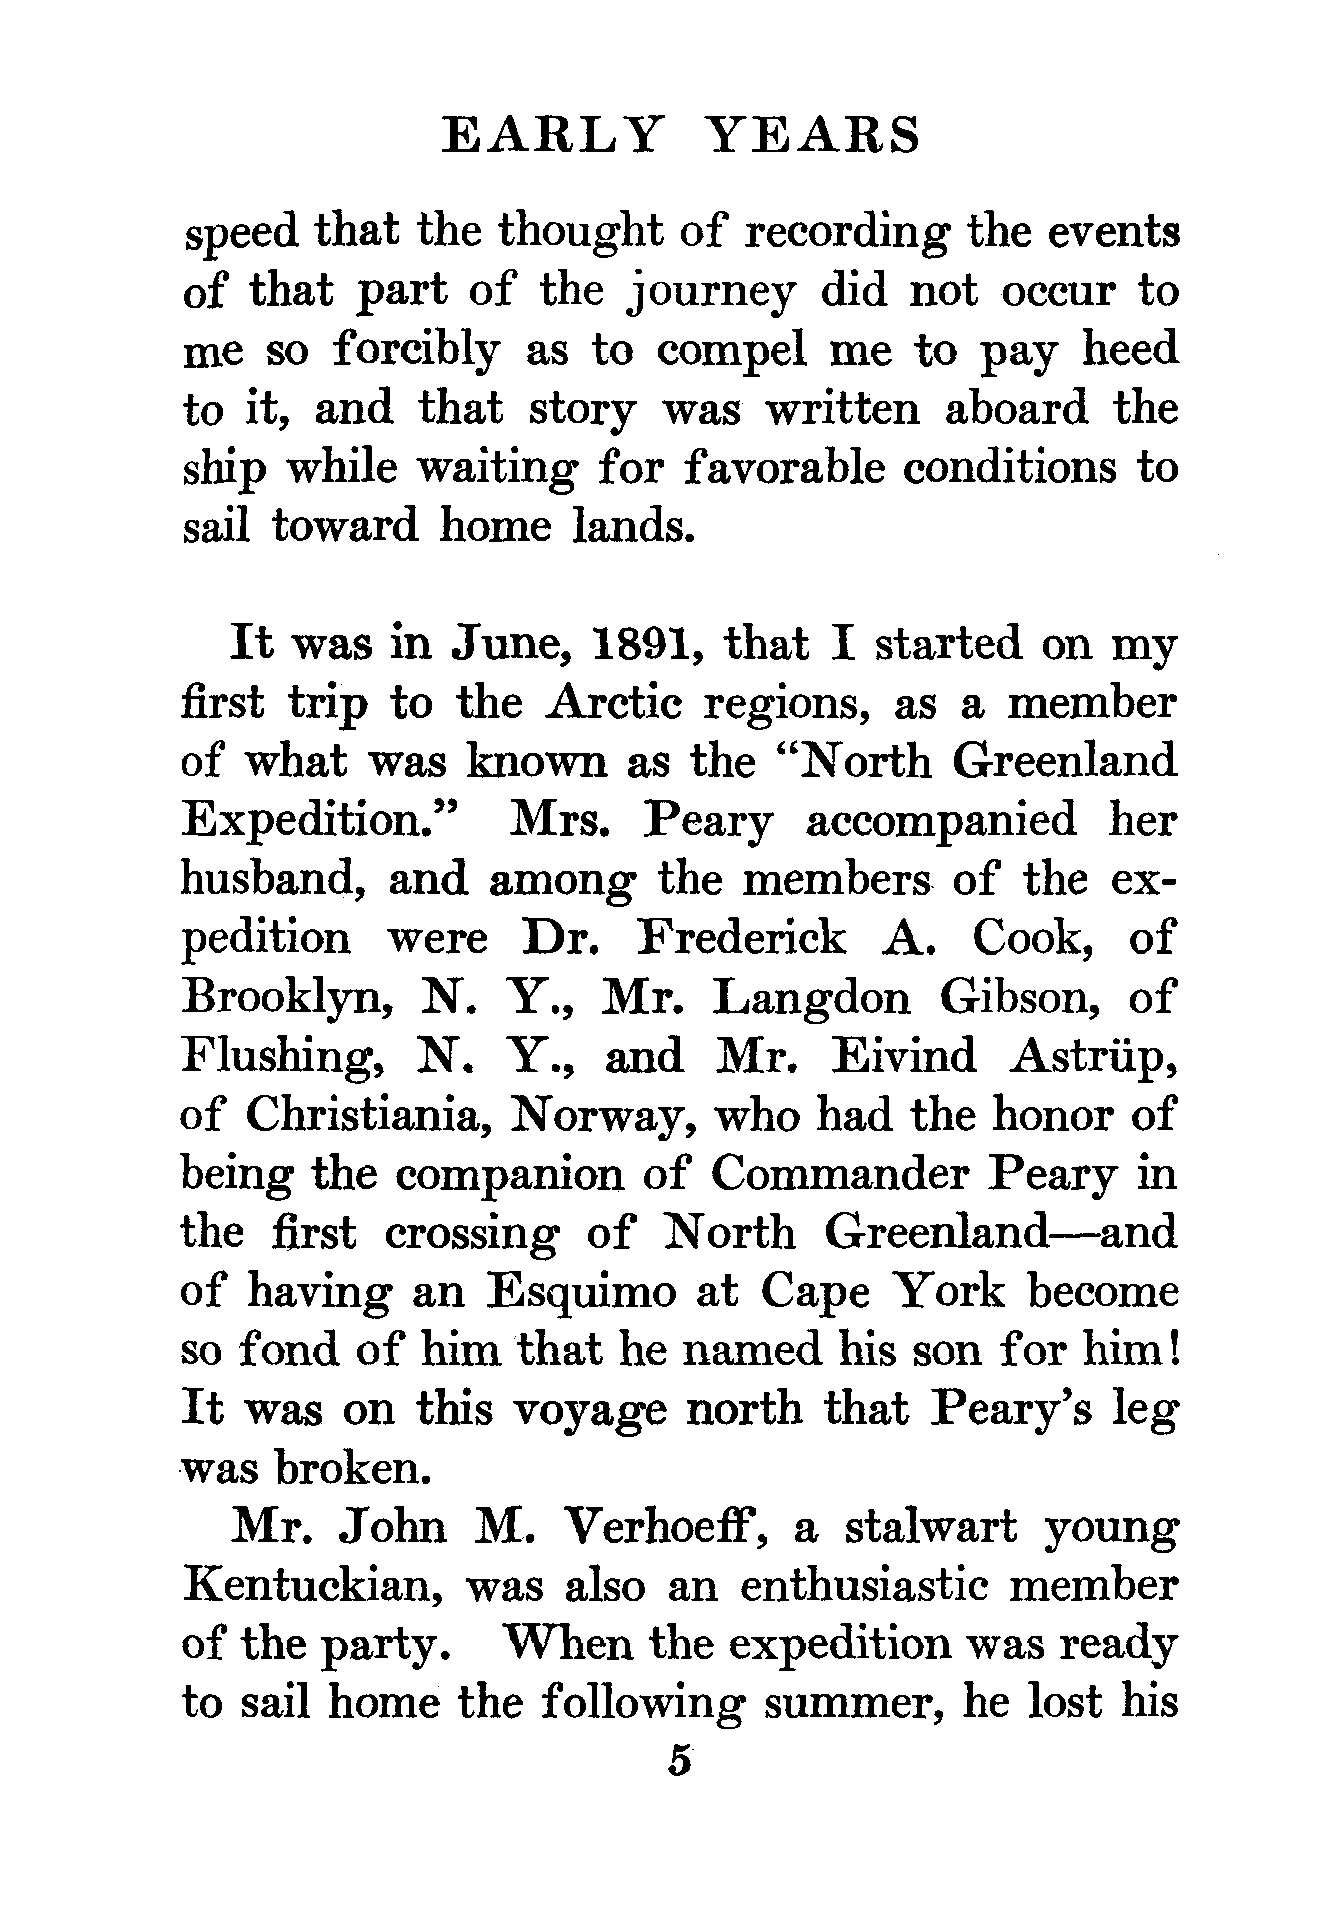 EARLY YEARS
speed that the thought of recording the events
of that part of the journey did not occur to
me so forcibly as to compel me to pay heed
to it, and that story was written aboard the
ship while waiting for favorable conditions to
sail toward home lands.
It was in June, 1891, that I started on my
first trip to the Arctic regions, as a member
of what was known as the “North Greenland
Expedition.” Mrs. Peary accompanied her
husband, and among the members of the ex-
pedition were Dr. Frederick A. Cook, of
Brooklyn, N. Y., Mr. Langdon Gibson, of
Flushing, N. Y., and Mr. Eivind Astrüp,
of Christiania, Norway, who had the honor of
being the companion of Commander Peary in
the first crossing of North Greenland—and
of having an Esquimo at Cape York become
so fond of him that he named his son for him!
It was on this voyage north that Peary’s leg
was broken.
Mr. John M. Verhoeff, a stalwart young
Kentuckian, was also an enthusiastic member
of the party. When the expedition was ready
to sail home the following summer, he lost his
5